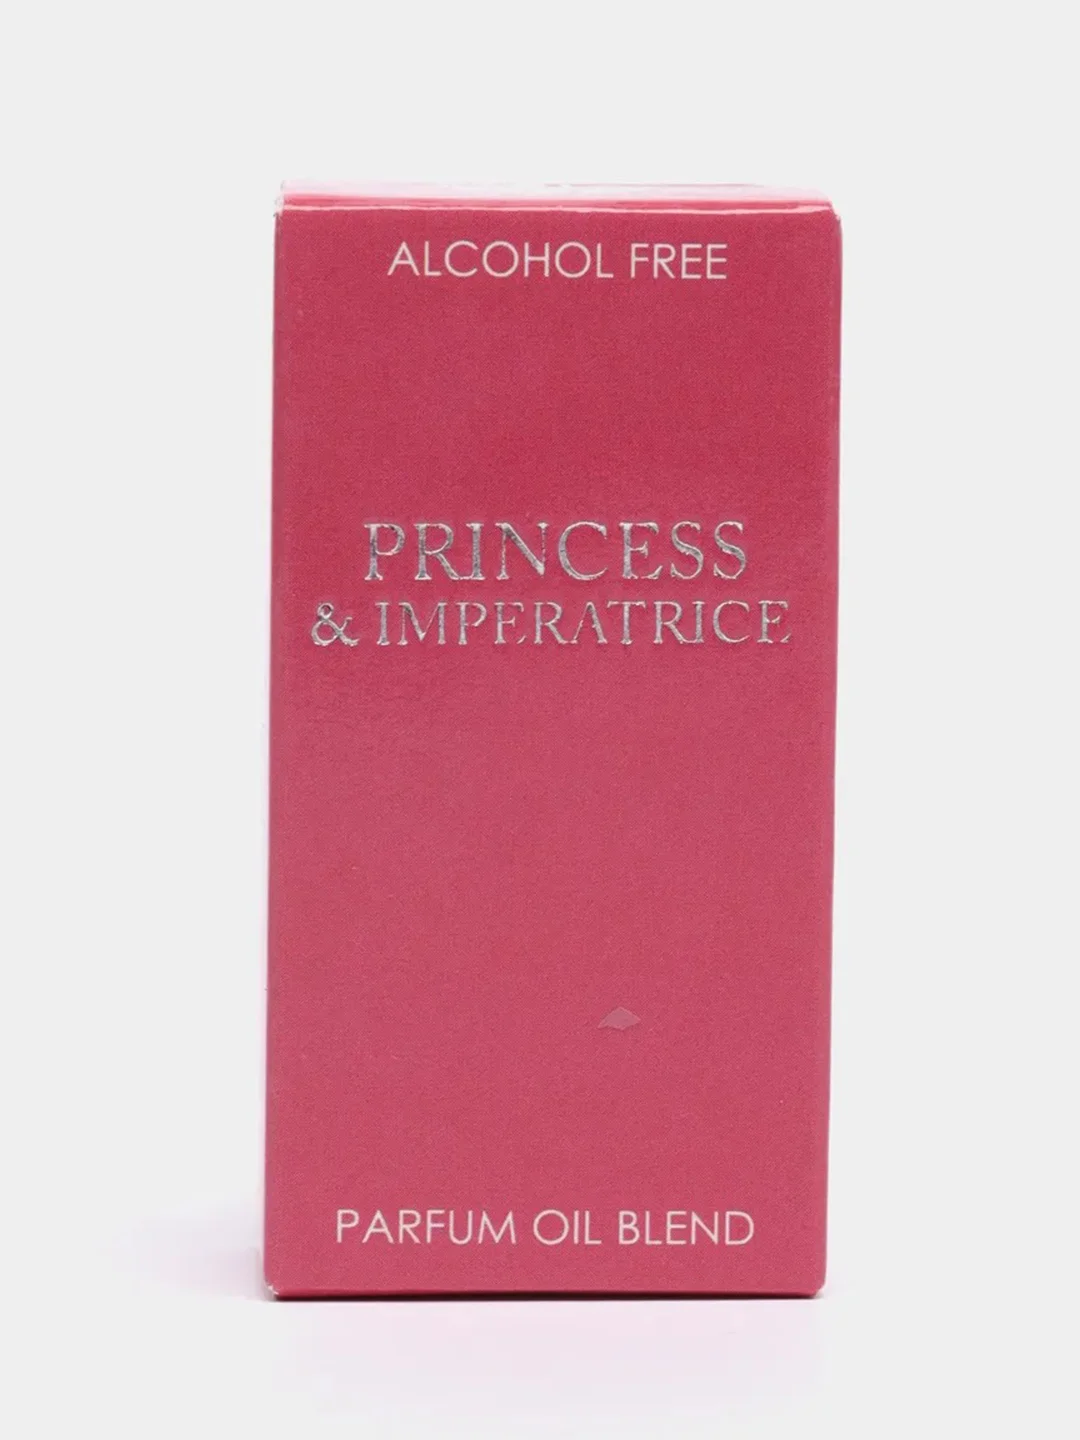 ALCOHOL FREE
PRINCESS
& IMPERATRICE
PARFUM OIL BLEND